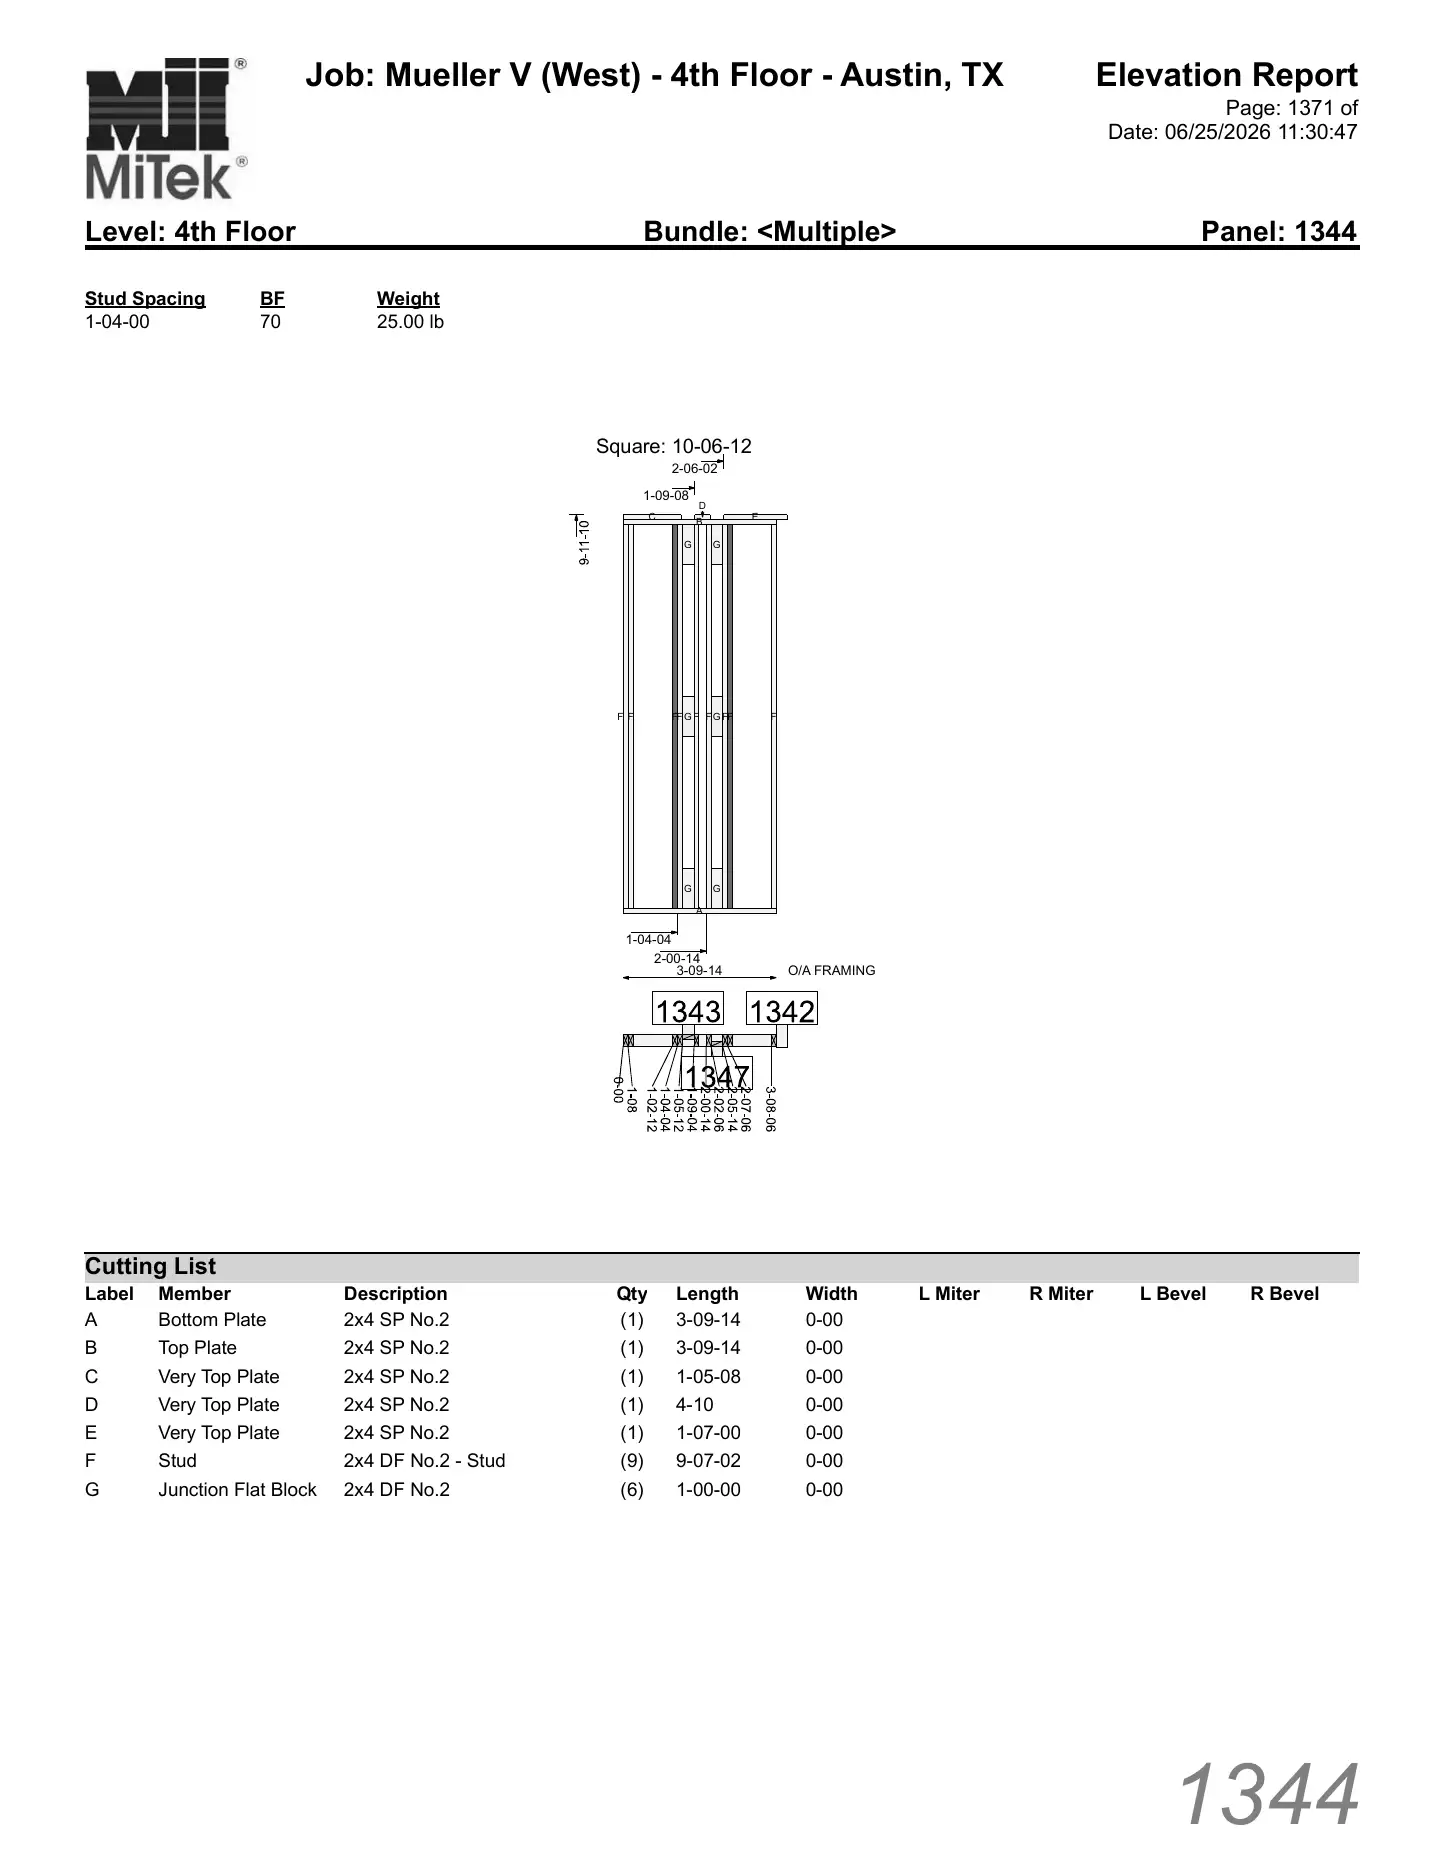 Job: Mueller V (West) - 4th Floor - Austin, TX
Elevation Report
Page: 1371 of
Date: 06/25/2026 11:30:47
MiTek®
Level: 4th Floor Bundle: <Multiple> Panel: 1344
Stud Spacing BF Weight
1-04-00 70 25.00 lb
Square: 10-06-12
2-06-02
1-09-08
D
C B E
9-11-10
G G
F F F F G F F G F F F
G G
A
1-04-04
2-00-14
3-09-14 O/A FRAMING
1343 1342
1347
0-00 1-08 1-02-12 1-04-04 1-05-12 1-09-04 2-00-14 2-02-06 2-05-14 2-07-06 3-08-06
Cutting List
Label Member Description Qty Length Width L Miter R Miter L Bevel R Bevel
A Bottom Plate 2x4 SP No.2 (1) 3-09-14 0-00
B Top Plate 2x4 SP No.2 (1) 3-09-14 0-00
C Very Top Plate 2x4 SP No.2 (1) 1-05-08 0-00
D Very Top Plate 2x4 SP No.2 (1) 4-10 0-00
E Very Top Plate 2x4 SP No.2 (1) 1-07-00 0-00
F Stud 2x4 DF No.2 - Stud (9) 9-07-02 0-00
G Junction Flat Block 2x4 DF No.2 (6) 1-00-00 0-00
1344